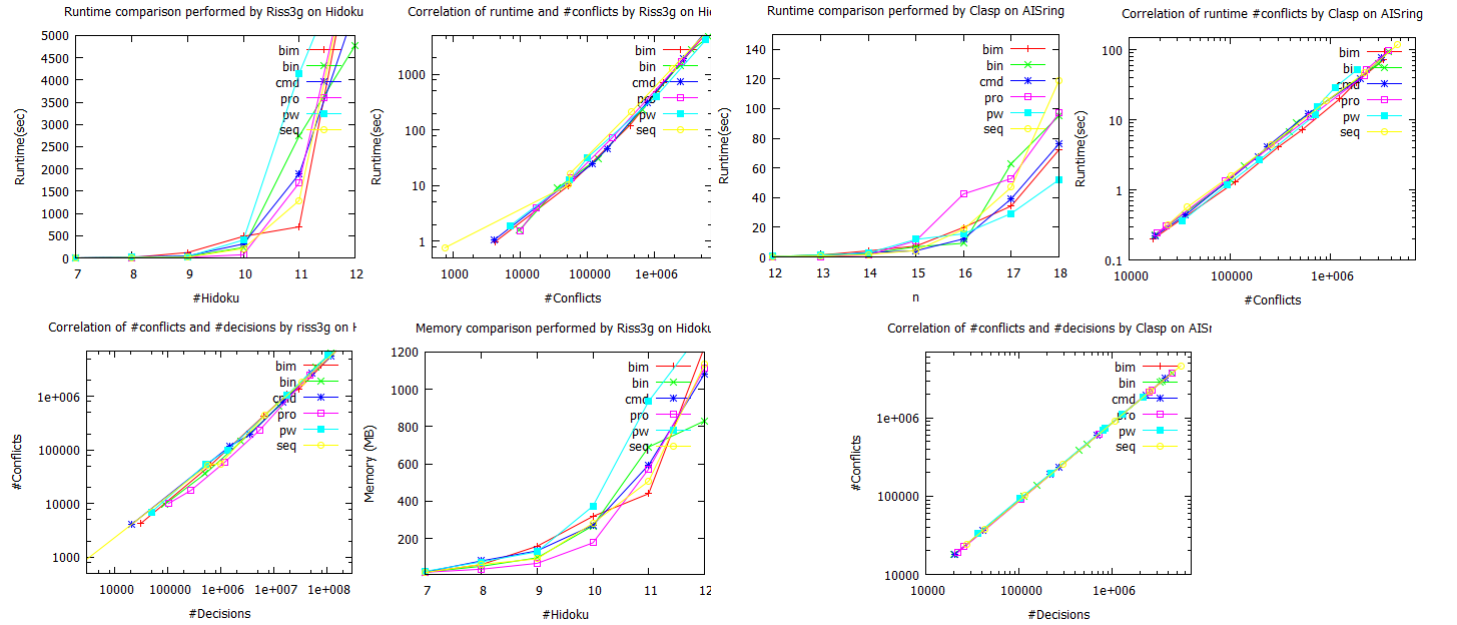 Runtime comparison performed by Riss3g on Hidoku
Runtime(sec)
5000
4500
4000
3500
3000
2500
2000
1500
1000
500
0
7 8 9 10 11 12
#Hidoku
bim
bin
cmd
pro
pw
seq
Correlation of runtime and #conflicts by Riss3g on Hi
Runtime(sec)
1000
100
10
1
1000 10000 100000 1e+006
#Conflicts
bim
bin
cmd
pro
pw
seq
Runtime comparison performed by Clasp on AISring
Runtime(sec)
140
120
100
80
60
40
20
0
12 13 14 15 16 17 18
n
bim
bin
cmd
pro
pw
seq
Correlation of runtime #conflicts by Clasp on AISring
Runtime(sec)
100
10
1
0.1
10000 100000 1e+006
#Conflicts
bim
bin
cmd
pro
pw
seq
Correlation of #conflicts and #decisions by riss3g on H
#Conflicts
1e+006
100000
10000
1000
10000 100000 1e+006 1e+007 1e+008
#Decisions
bim
bin
cmd
pro
pw
seq
Memory comparison performed by Riss3g on Hidoku
Memory (MB)
1200
1000
800
600
400
200
7 8 9 10 11 12
#Hidoku
bim
bin
cmd
pro
pw
seq
Correlation of #conflicts and #decisions by Clasp on AISr
#Conflicts
1e+006
100000
10000
10000 100000 1e+006
#Decisions
bim
bin
cmd
pro
pw
seq